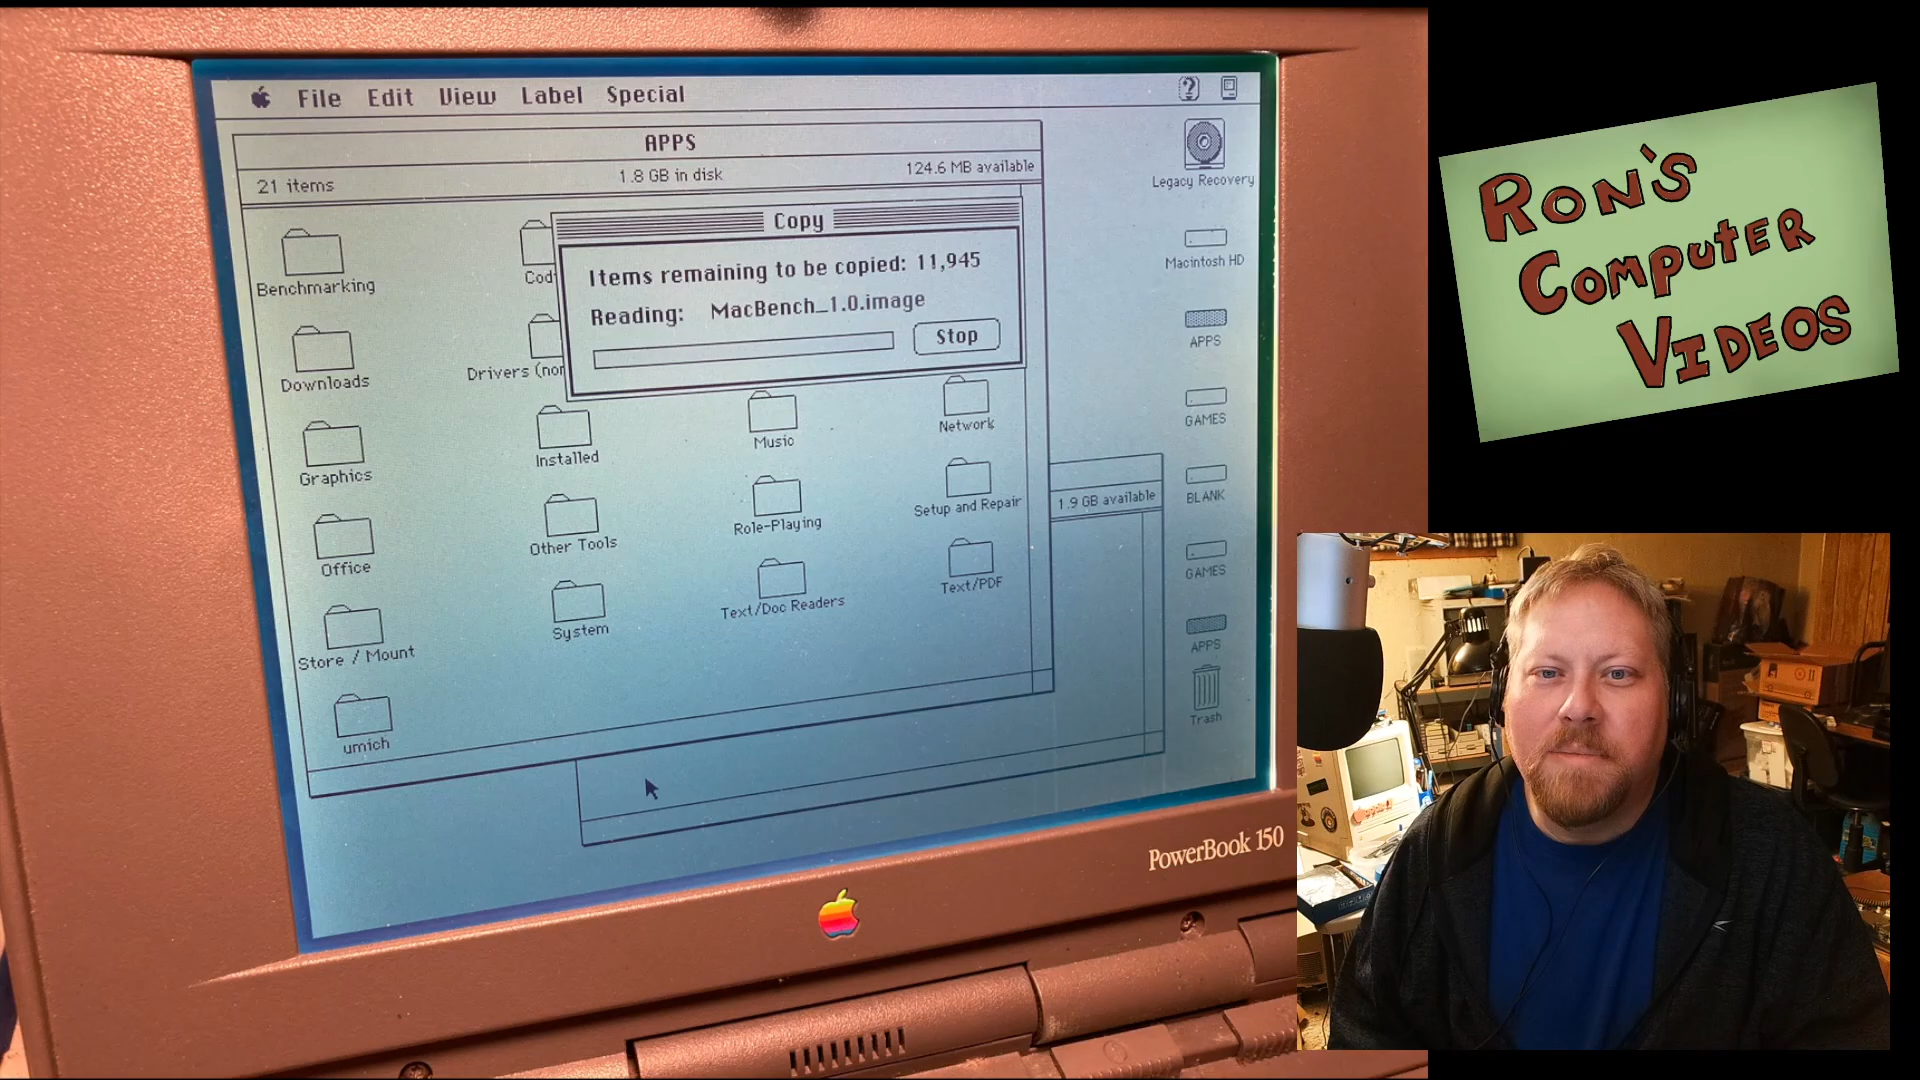 File Edit View Label Special
APPS
21 items 1.8 GB in disk 124.6 MB available
Copy
Items remaining to be copied: 11,945
Reading: MacBench_1.0.image
Stop
Benchmarking
Downloads
Drivers
Graphics
Installed
Music
Network
Office
Other Tools
Role-Playing
Setup and Repair
Store / Mount
System
Text/Doc Readers
Text/PDF
umich
1.9 GB available
Legacy Recovery
Macintosh HD
APPS
GAMES
BLANK
GAMES
APPS
Trash
PowerBook 150
RON'S
COMPUTER
VIDEOS